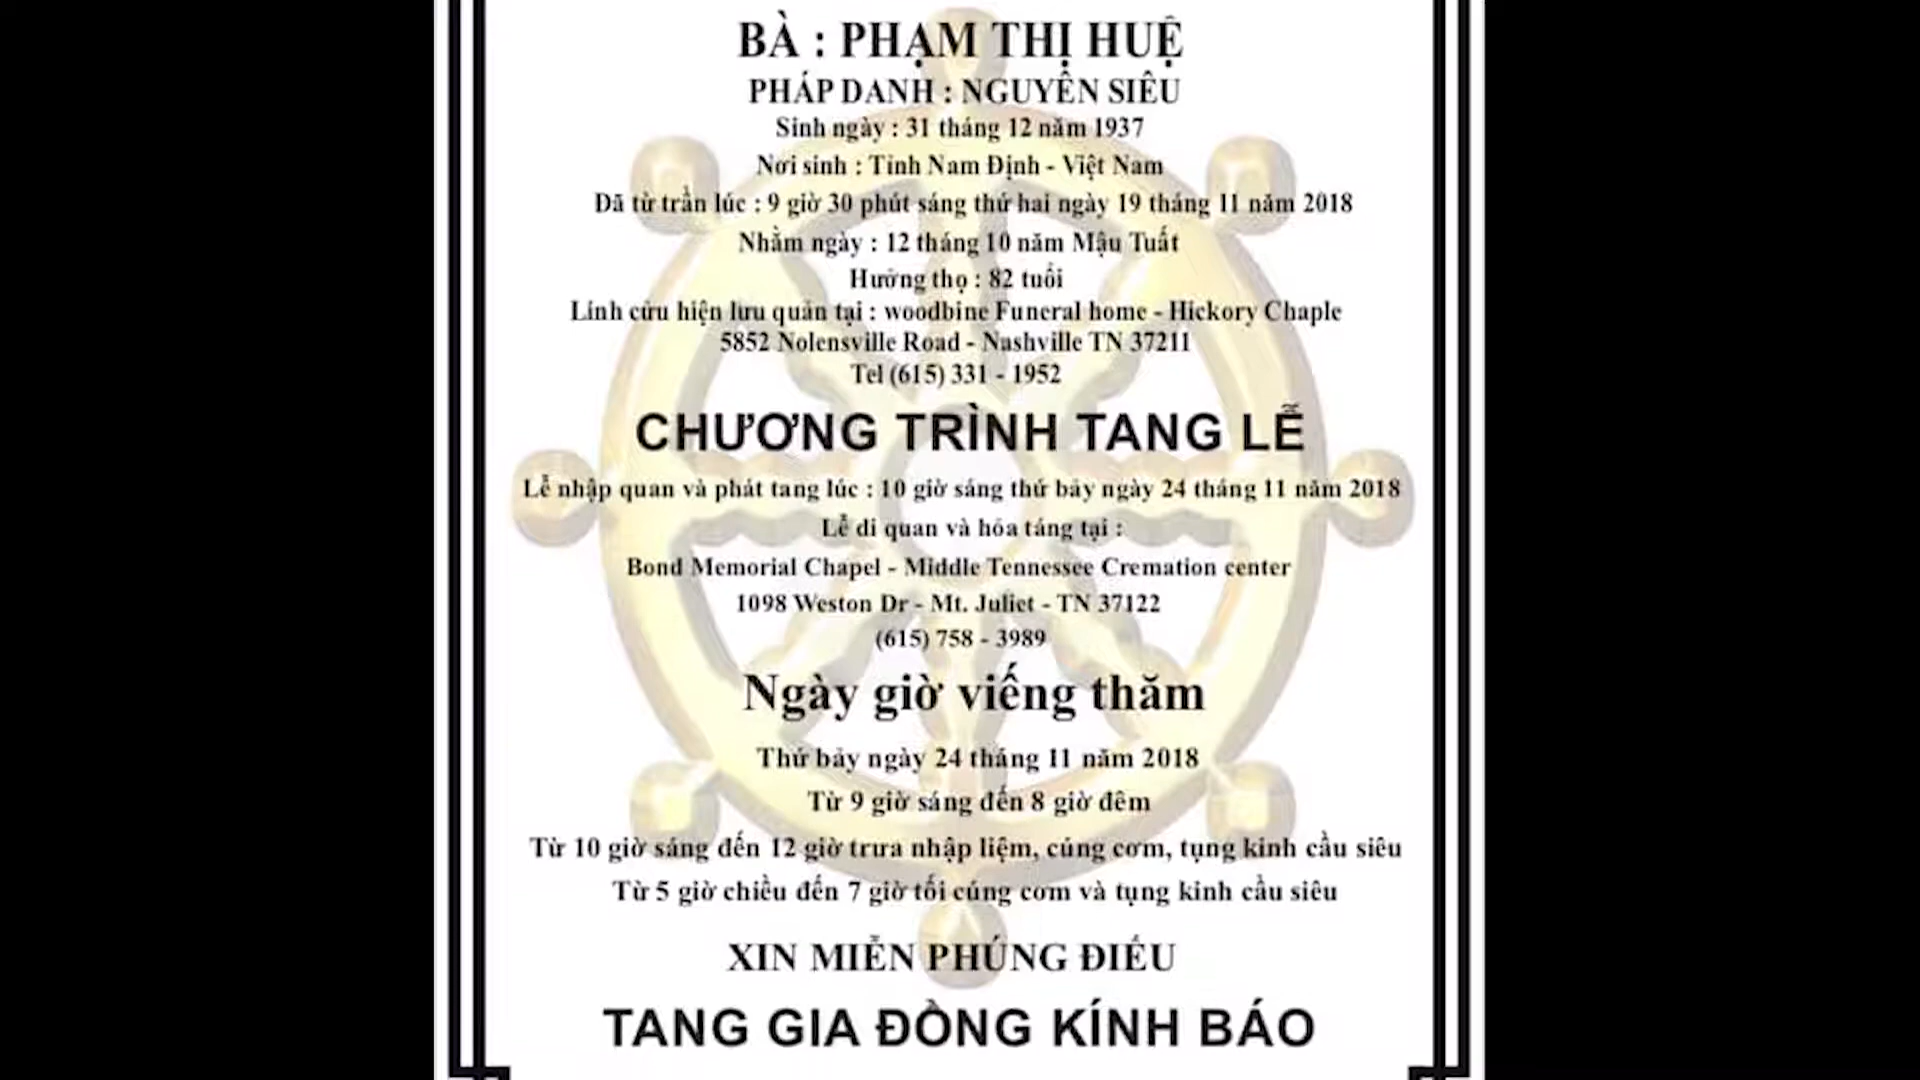 BÀ : PHẠM THỊ HUỆ
PHÁP DANH : NGUYÊN SIÊU
Sinh ngày : 31 tháng 12 năm 1937
Nơi sinh : Tỉnh Nam Định - Việt Nam
Đã từ trần lúc : 9 giờ 30 phút sáng thứ hai ngày 19 tháng 11 năm 2018
Nhằm ngày : 12 tháng 10 năm Mậu Tuất
Hưởng thọ : 82 tuổi
Linh cửu hiện lưu quản tại : woodbine Funeral home - Hickory Chaple
5852 Nolensville Road - Nashville TN 37211
Tel (615) 331 - 1952
CHƯƠNG TRÌNH TANG LỄ
Lễ nhập quan và phát tang lúc : 10 giờ sáng thứ bảy ngày 24 tháng 11 năm 2018
Lễ di quan và hỏa táng tại :
Bond Memorial Chapel - Middle Tennessee Cremation center
1098 Weston Dr - Mt. Juliet - TN 37122
(615) 758 - 3989
Ngày giờ viếng thăm
Thứ bảy ngày 24 tháng 11 năm 2018
Từ 9 giờ sáng đến 8 giờ đêm
Từ 10 giờ sáng đến 12 giờ trưa nhập liệm, cúng cơm, tụng kinh cầu siêu
Từ 5 giờ chiều đến 7 giờ tối cúng cơm và tụng kinh cầu siêu
XIN MIỄN PHÚNG ĐIẾU
TANG GIA ĐỒNG KÍNH BÁO